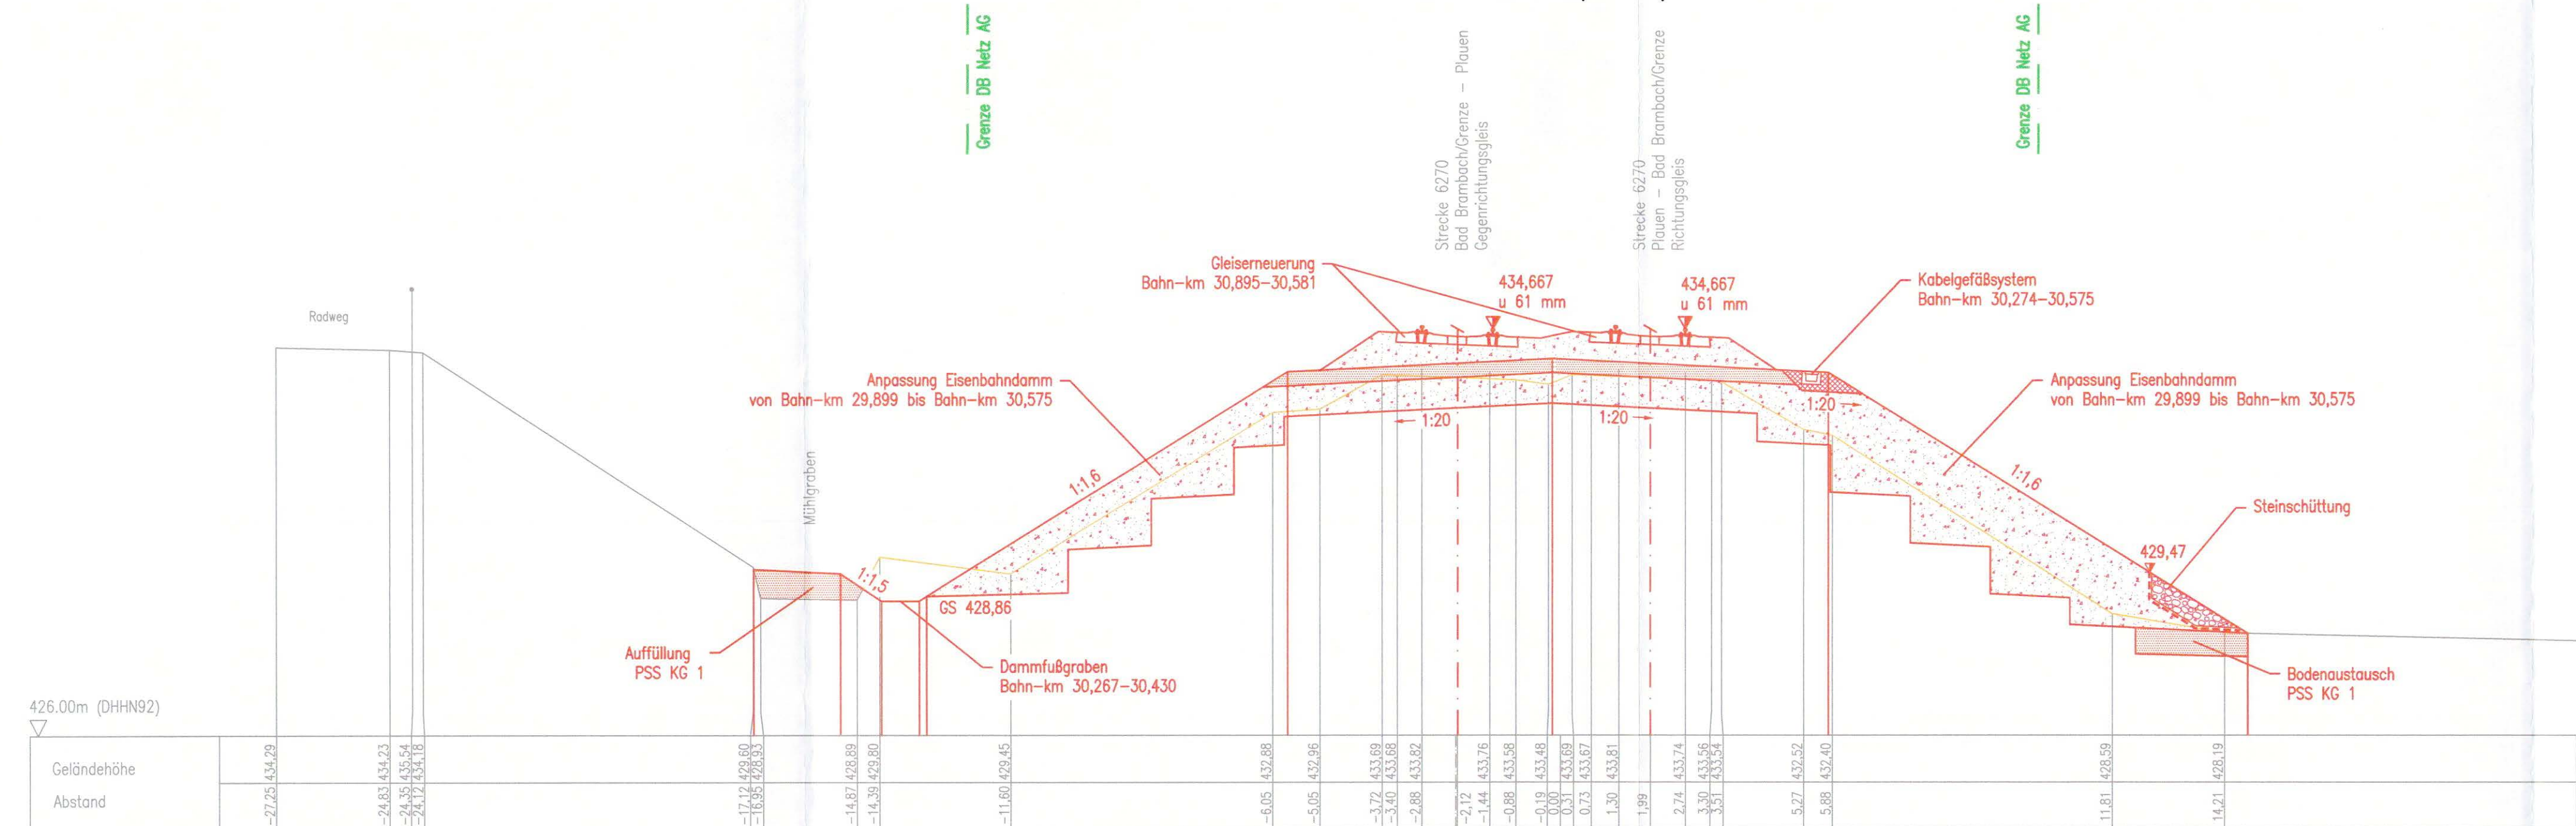 Grenze DB Netz AG
Strecke 6270
Bad Brambach/Grenze – Plauen
Gegenrichtungsgleis
Strecke 6270
Plauen – Bad Brambach/Grenze
Richtungsgleis
Grenze DB Netz AG
Gleiserneuerung
Bahn-km 30,895-30,581
434,667
u 61 mm
434,667
u 61 mm
Kabelgefäßsystem
Bahn-km 30,274-30,575
Radweg
Anpassung Eisenbahndamm
von Bahn-km 29,899 bis Bahn-km 30,575
Anpassung Eisenbahndamm
von Bahn-km 29,899 bis Bahn-km 30,575
1:20
1:20
1:20
1:1,6
1:1,6
Mühlgraben
Steinschüttung
429,47
1:1,5
GS 428,86
Auffüllung
PSS KG 1
Dammfußgraben
Bahn-km 30,267-30,430
Bodenaustausch
PSS KG 1
426.00m (DHHN92)
Geländehöhe
434,29 434,23 435,54 434,18 429,60 428,93 428,89 429,80 429,45 432,88 432,96 433,69 433,68 433,82 433,76 433,58 433,48 433,69 433,67 433,81 433,74 433,56 433,54 432,52 432,40 428,59 428,19
Abstand
-27,25 -24,83 -24,35 -24,12 -17,12 -16,95 -14,87 -14,39 -11,60 -6,05 -5,05 -3,72 -3,40 -2,88 -2,12 -1,44 -0,88 -0,19 0,00 0,31 0,73 1,30 1,99 2,74 3,30 3,51 5,27 5,88 11,81 14,21